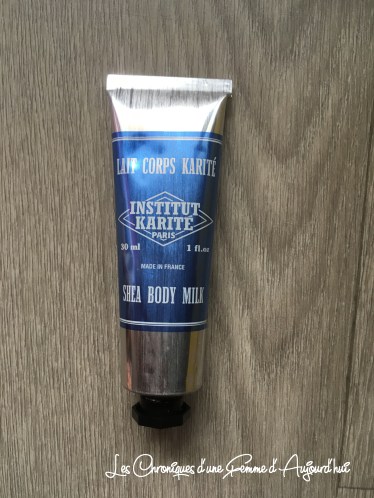 LAIT CORPS KARITÉ
INSTITUT
KARITÉ
PARIS
30 ml 1 fl.oz
MADE IN FRANCE
SHEA BODY MILK
Les Chroniques d'une Femme d'Aujourd'hui